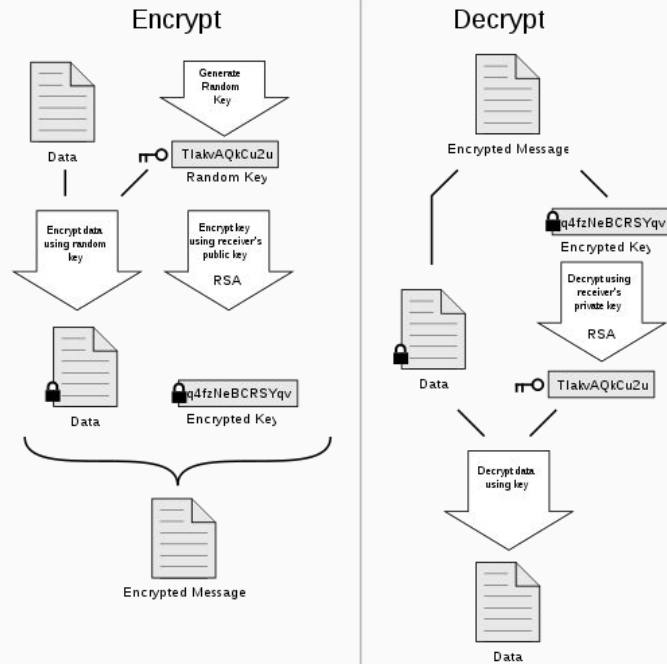 Encrypt
Generate
Random
Key
Data
TIakvAQkCu2u
Random Key
Encrypt data
using random
key
Encrypt key
using receiver's
public key
RSA
Data
q4fzNeBCRSYqv
Encrypted Key
Encrypted Message
Decrypt
Encrypted Message
q4fzNeBCRSYqv
Encrypted Key
Decrypt using
receiver's
private key
RSA
Data
TIakvAQkCu2u
Decrypt data
using key
Data